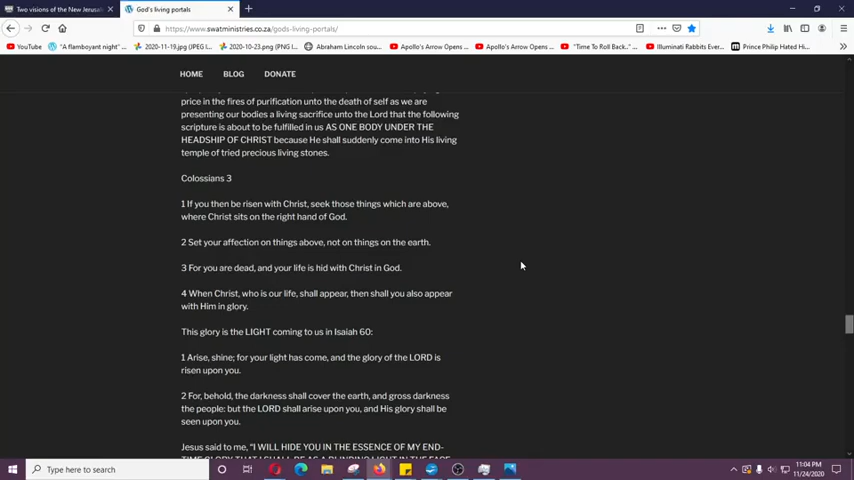 Two visions of the New Jerusale
God's living portals
https://www.swatministries.co.za/gods-living-portals/
YouTube
"A flamboyant night" (
2020-11-19.jpg (JPEG I...
2020-10-23.png (PNG I...
Abraham Lincoln sou...
Apollo's Arrow Opens ...
Apollo's Arrow Opens ...
"Time To Roll Back...
Illuminati Rabbits Ever...
Prince Philip Hated Hi...
HOME
BLOG
DONATE
price in the fires of purification unto the death of self as we are
presenting our bodies a living sacrifice unto the Lord that the following
scripture is about to be fulfilled in us AS ONE BODY UNDER THE
HEADSHIP OF CHRIST because He shall suddenly come into His living
temple of tried precious living stones.
Colossians 3
1 If you then be risen with Christ, seek those things which are above,
where Christ sits on the right hand of God.
2 Set your affection on things above, not on things on the earth.
3 For you are dead, and your life is hid with Christ in God.
4 When Christ, who is our life, shall appear, then shall you also appear
with Him in glory.
This glory is the LIGHT coming to us in Isaiah 60:
1 Arise, shine; for your light has come, and the glory of the LORD is
risen upon you.
2 For, behold, the darkness shall cover the earth, and gross darkness
the people: but the LORD shall arise upon you, and His glory shall be
seen upon you.
Jesus said to me, "I WILL HIDE YOU IN THE ESSENCE OF MY END-
TIME GLORY THAT I SHALL BE AS A BLINDING LIGHT IN THE FACE
Type here to search
11:04 PM
11/24/2020